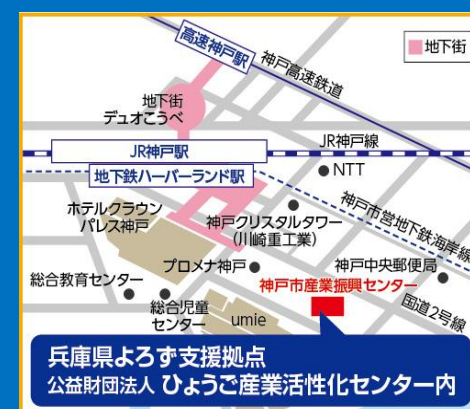 高速神戸駅
地下街
神戸高速鉄道
地下街
デュオこうべ
JR神戸線
JR神戸駅
NTT
地下鉄ハーバーランド駅
ホテルクラウン
パレス神戸
神戸クリスタルタワー
(川崎重工業)
神戸市営地下鉄海岸線
プロメナ神戸
神戸中央郵便局
総合教育センター
神戸市産業振興センター
総合児童
センター
umie
国道2号線
兵庫県よろず支援拠点
公益財団法人 ひょうご産業活性化センター内